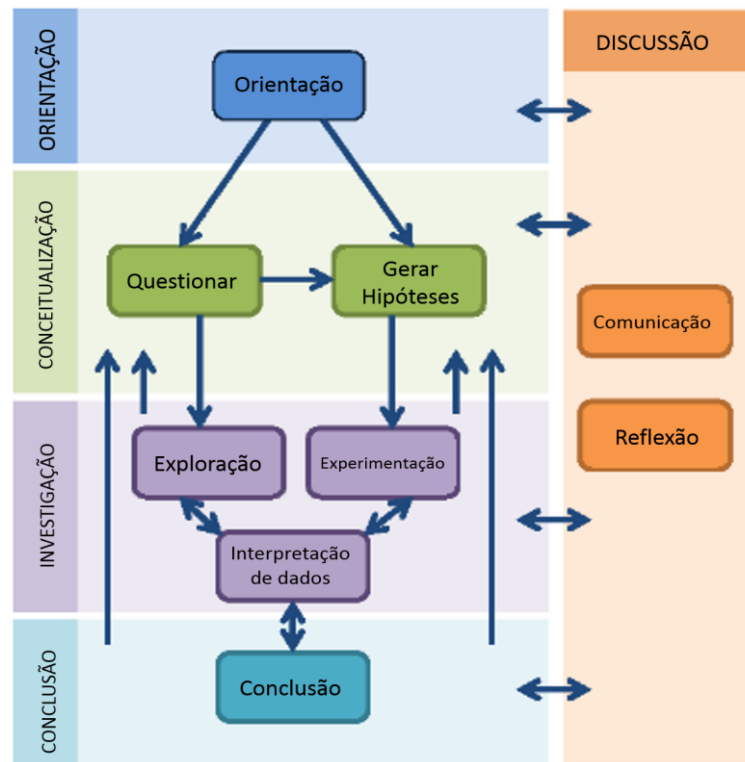 ORIENTAÇÃO
Orientação
CONCEITUALIZAÇÃO
Questionar
Gerar
Hipóteses
INVESTIGAÇÃO
Exploração
Experimentação
Interpretação
de dados
CONCLUSÃO
Conclusão
DISCUSSÃO
Comunicação
Reflexão